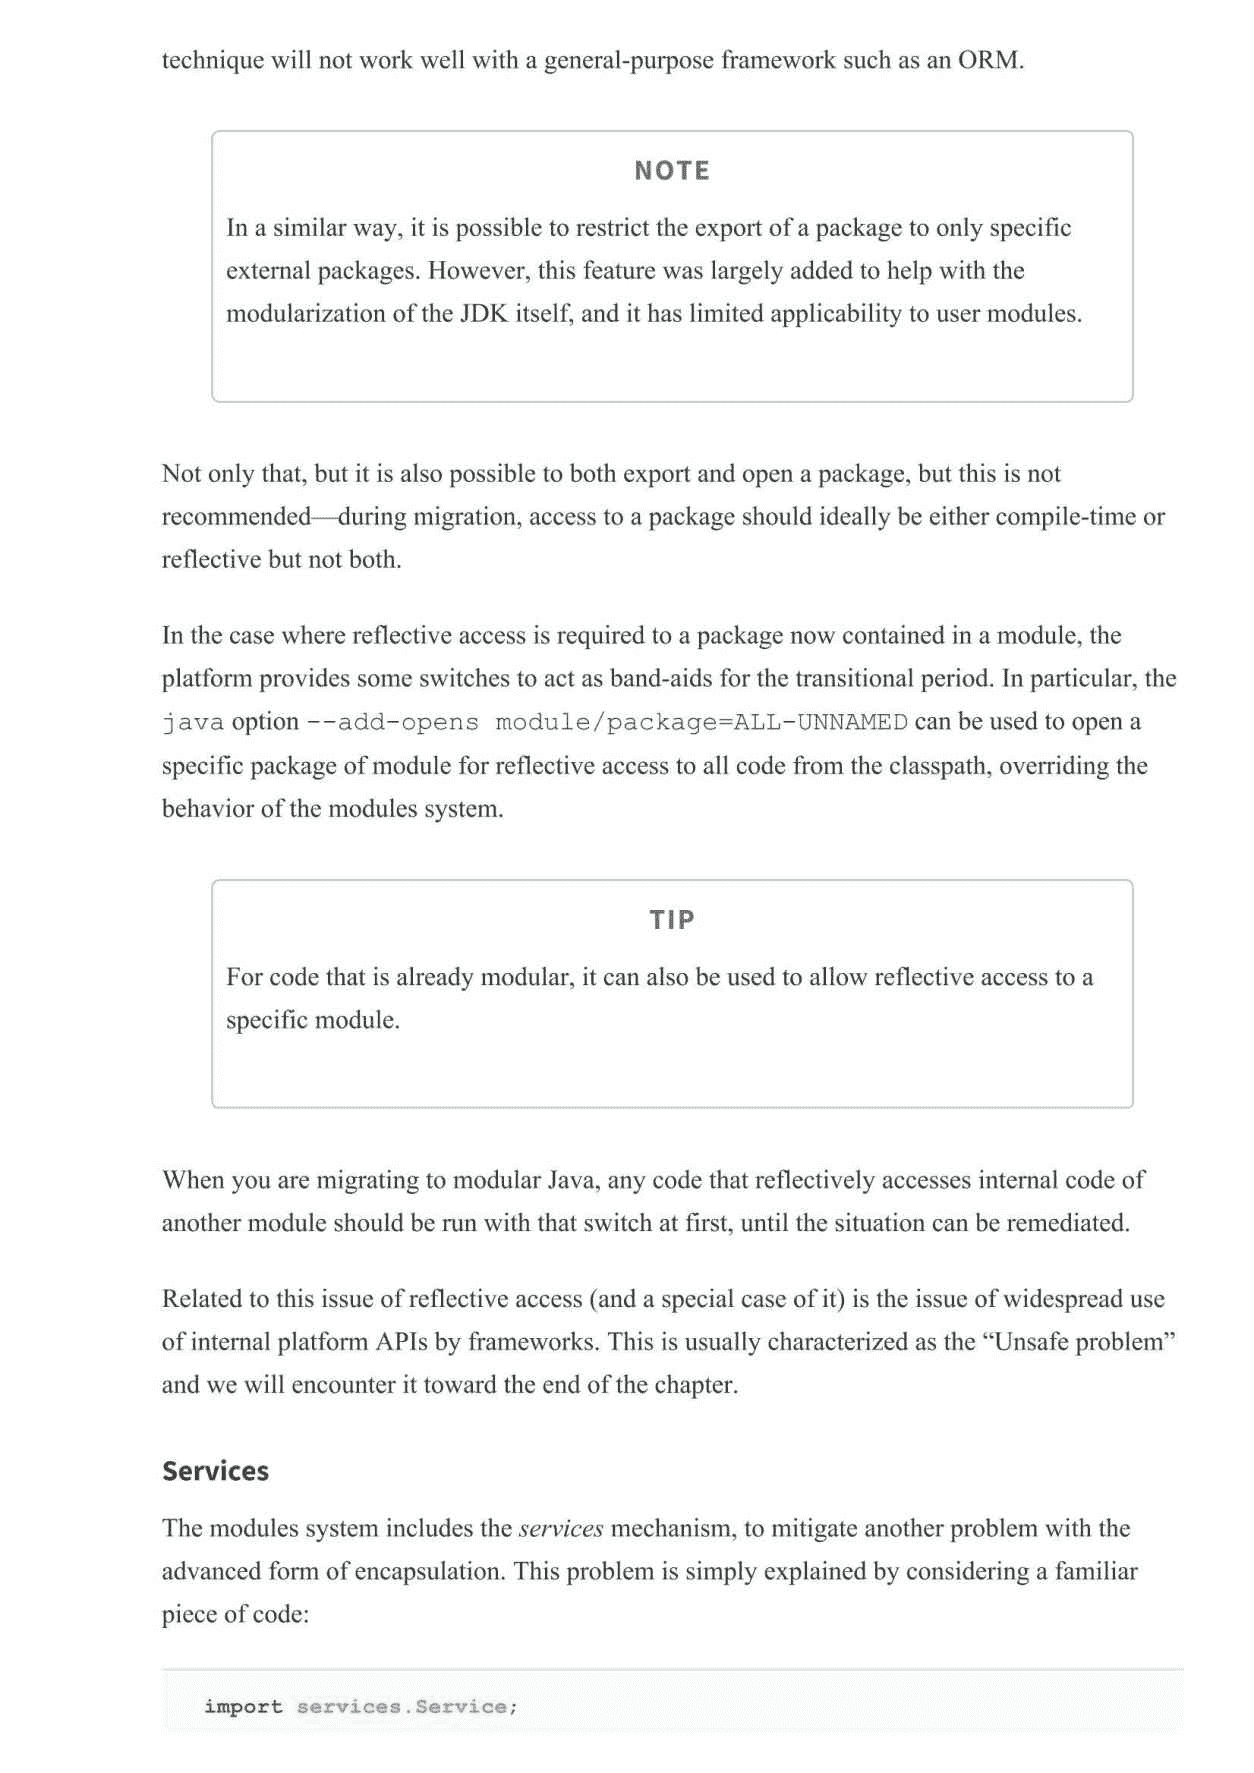 technique will not work well with a general-purpose framework such as an ORM.
NOTE
In a similar way, it is possible to restrict the export of a package to only specific
external packages. However, this feature was largely added to help with the
modularization of the JDK itself, and it has limited applicability to user modules.
Not only that, but it is also possible to both export and open a package, but this is not
recommended—during migration, access to a package should ideally be either compile-time or
reflective but not both.
In the case where reflective access is required to a package now contained in a module, the
platform provides some switches to act as band-aids for the transitional period. In particular, the
java option --add-opens module/package=ALL-UNNAMED can be used to open a
specific package of module for reflective access to all code from the classpath, overriding the
behavior of the modules system.
TIP
For code that is already modular, it can also be used to allow reflective access to a
specific module.
When you are migrating to modular Java, any code that reflectively accesses internal code of
another module should be run with that switch at first, until the situation can be remediated.
Related to this issue of reflective access (and a special case of it) is the issue of widespread use
of internal platform APIs by frameworks. This is usually characterized as the “Unsafe problem”
and we will encounter it toward the end of the chapter.
Services
The modules system includes the services mechanism, to mitigate another problem with the
advanced form of encapsulation. This problem is simply explained by considering a familiar
piece of code:
import services.Service;